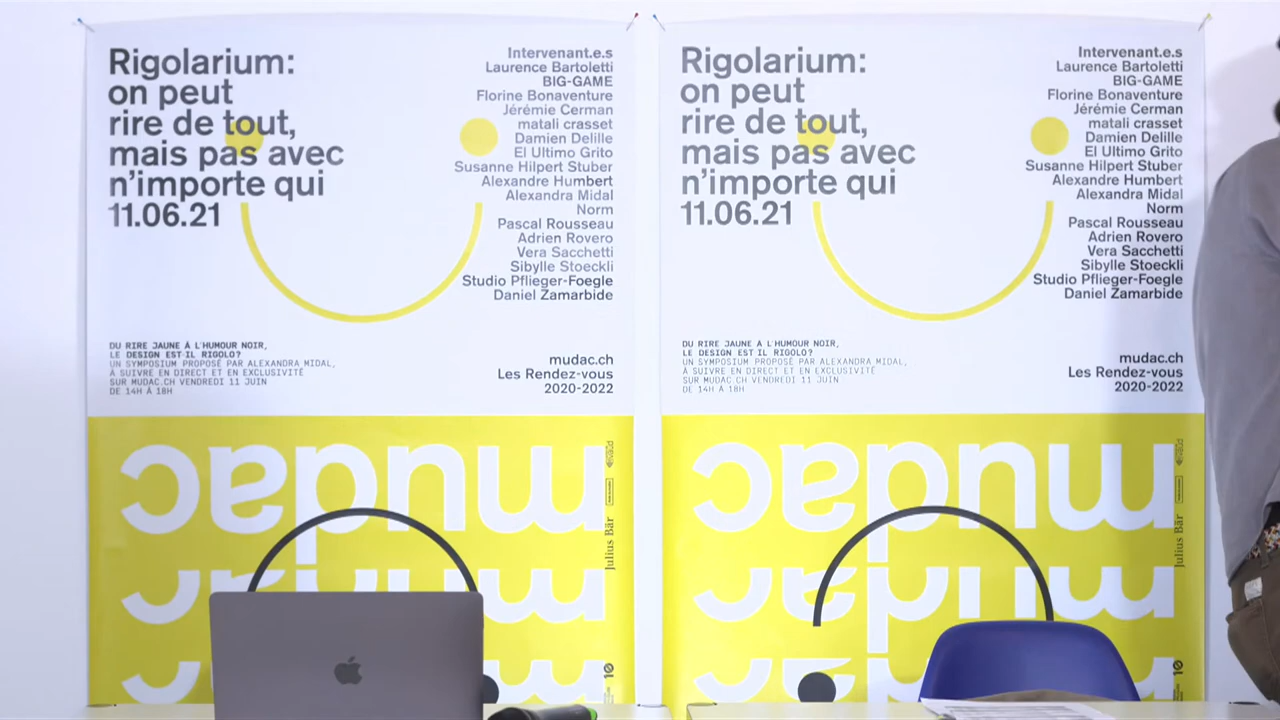 Rigolarium:
on peut
rire de tout,
mais pas avec
n'importe qui
11.06.21
Intervenant.e.s
Laurence Bartoletti
BIG-GAME
Florine Bonaventure
Jérémie Cerman
matali crasset
Damien Delille
El Ultimo Grito
Susanne Hilpert Stuber
Alexandre Humbert
Alexandra Midal
Norm
Pascal Rousseau
Adrien Rovero
Vera Sacchetti
Sibylle Stoeckli
Studio Pflieger-Foegle
Daniel Zamarbide
DU RIRE JAUNE À L'HUMOUR NOIR,
LE DESIGN EST-IL RIGOLO?
UN SYMPOSIUM PROPOSÉ PAR ALEXANDRA MIDAL,
À SUIVRE EN DIRECT ET EN EXCLUSIVITÉ
SUR MUDAC.CH VENDREDI 11 JUIN
DE 14H À 18H
mudac.ch
Les Rendez-vous
2020-2022
mudac
mudac
mudac
Julius Bär
10
Rigolarium:
on peut
rire de tout,
mais pas avec
n'importe qui
11.06.21
Intervenant.e.s
Laurence Bartoletti
BIG-GAME
Florine Bonaventure
Jérémie Cerman
matali crasset
Damien Delille
El Ultimo Grito
Susanne Hilpert Stuber
Alexandre Humbert
Alexandra Midal
Norm
Pascal Rousseau
Adrien Rovero
Vera Sacchetti
Sibylle Stoeckli
Studio Pflieger-Foegle
Daniel Zamarbide
DU RIRE JAUNE À L'HUMOUR NOIR,
LE DESIGN EST-IL RIGOLO?
UN SYMPOSIUM PROPOSÉ PAR ALEXANDRA MIDAL,
À SUIVRE EN DIRECT ET EN EXCLUSIVITÉ
SUR MUDAC.CH VENDREDI 11 JUIN
DE 14H À 18H
mudac.ch
Les Rendez-vous
2020-2022
mudac
mudac
mudac
Julius Bär
10